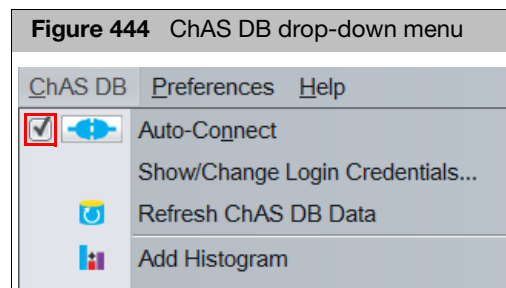 Figure 444 ChAS DB drop-down menu
ChAS DB Preferences Help
Auto-Connect
Show/Change Login Credentials...
Refresh ChAS DB Data
Add Histogram